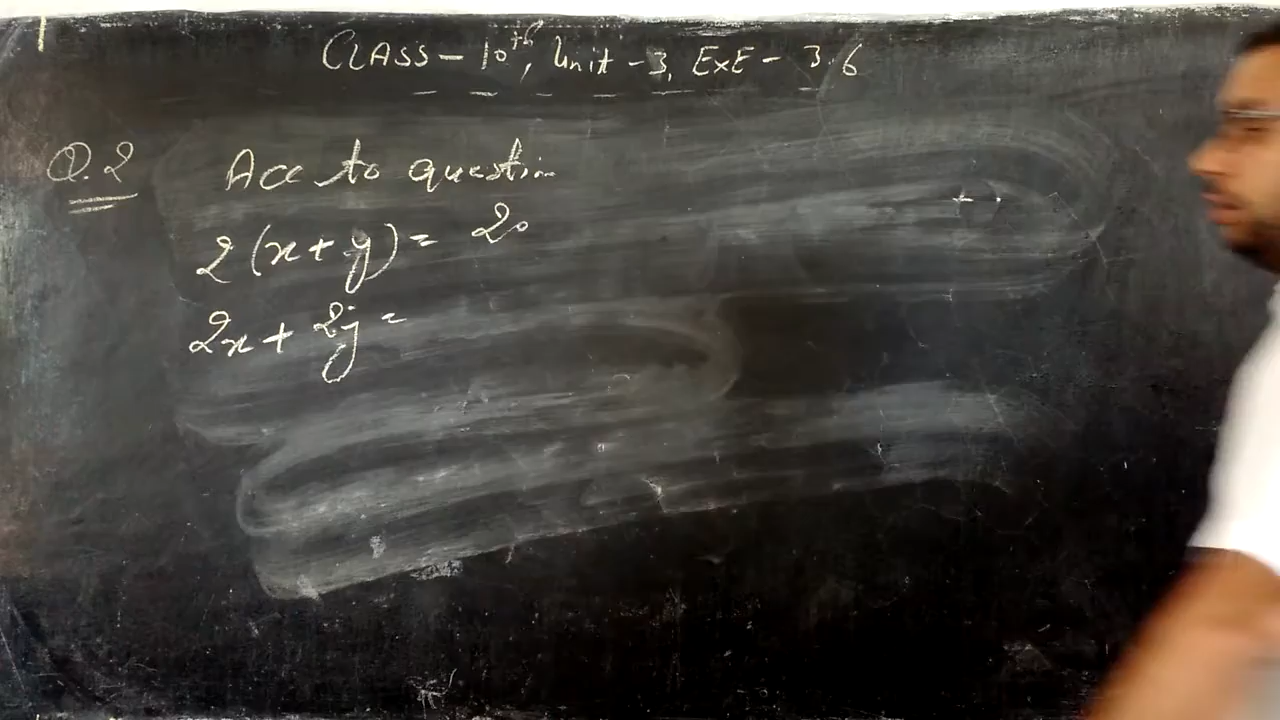 CLASS - 10th, Unit - 3, EXE - 3.6
Q.2 Acc to question
2(x + y) = 20
2x + 2y =